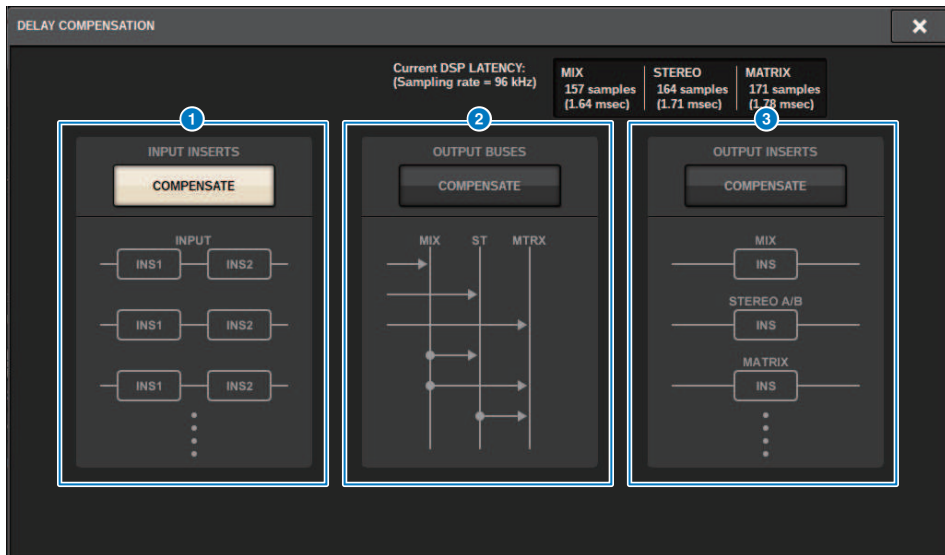 DELAY COMPENSATION
×
Current DSP LATENCY:
(Sampling rate = 96 kHz)
MIX
157 samples
(1.64 msec)
STEREO
164 samples
(1.71 msec)
MATRIX
171 samples
(1.78 msec)
1
INPUT INSERTS
COMPENSATE
INPUT
INS1 INS2
INS1 INS2
INS1 INS2
2
OUTPUT BUSES
COMPENSATE
MIX ST MTRX
3
OUTPUT INSERTS
COMPENSATE
MIX
INS
STEREO A/B
INS
MATRIX
INS